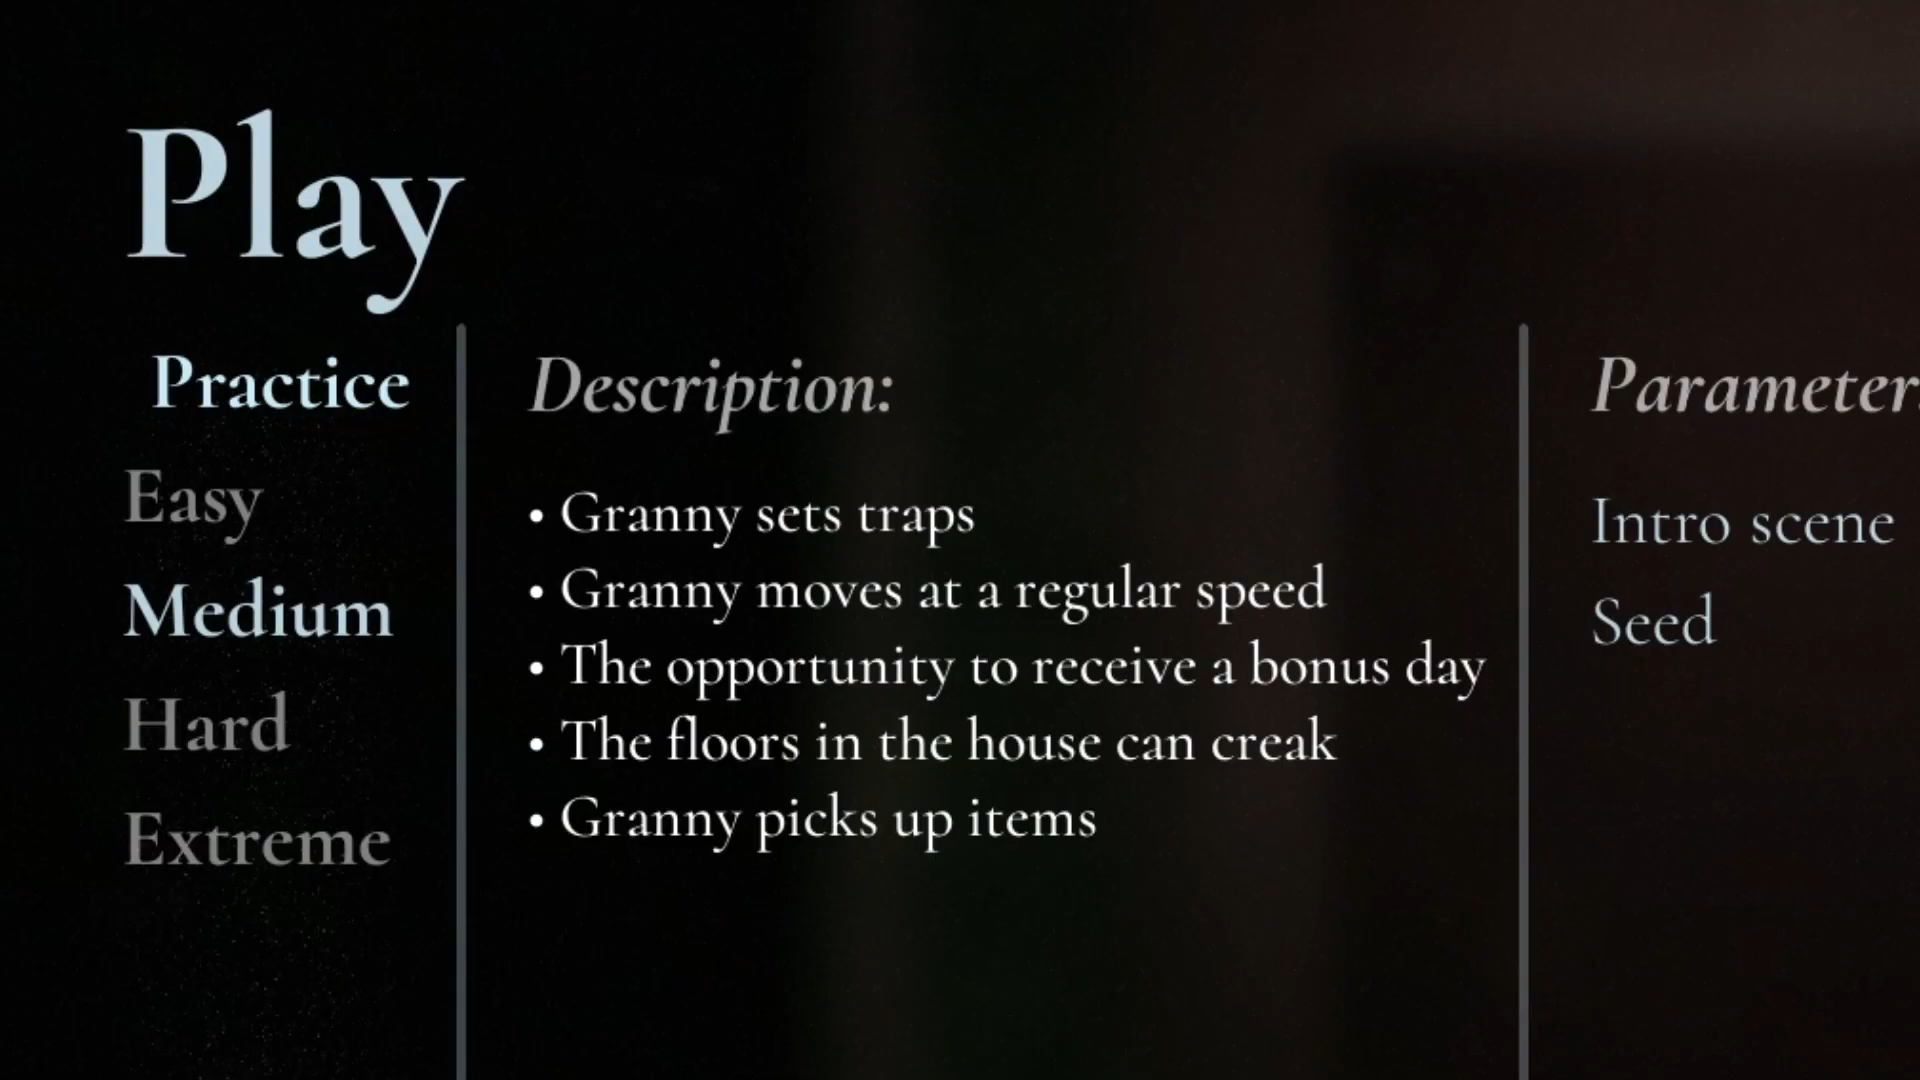 Play
Practice
Easy
Medium
Hard
Extreme
Description:
• Granny sets traps
• Granny moves at a regular speed
• The opportunity to receive a bonus day
• The floors in the house can creak
• Granny picks up items
Parameter
Intro scene
Seed